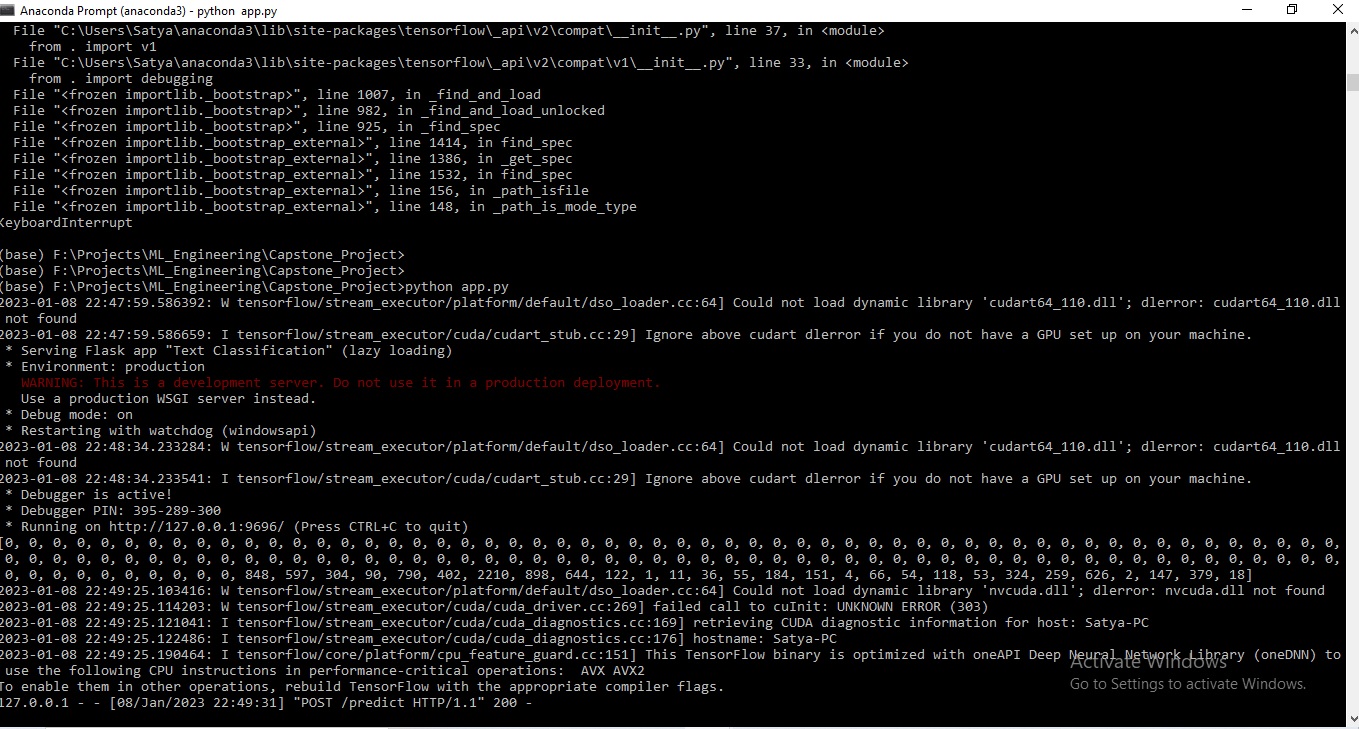 File "C:\Users\Satya\anaconda3\lib\site-packages\tensorflow\_api\v2\compat\__init__.py", line 37, in <module>
from . import v1
File "C:\Users\Satya\anaconda3\lib\site-packages\tensorflow\_api\v2\compat\v1\__init__.py", line 33, in <module>
from . import debugging
File "<frozen importlib._bootstrap>", line 1007, in _find_and_load
File "<frozen importlib._bootstrap>", line 982, in _find_and_load_unlocked
File "<frozen importlib._bootstrap>", line 925, in _find_spec
File "<frozen importlib._bootstrap_external>", line 1414, in find_spec
File "<frozen importlib._bootstrap_external>", line 1386, in _get_spec
File "<frozen importlib._bootstrap_external>", line 1532, in find_spec
File "<frozen importlib._bootstrap_external>", line 156, in _path_isfile
File "<frozen importlib._bootstrap_external>", line 148, in _path_is_mode_type
KeyboardInterrupt
(base) F:\Projects\ML_Engineering\Capstone_Project>
(base) F:\Projects\ML_Engineering\Capstone_Project>
(base) F:\Projects\ML_Engineering\Capstone_Project>python app.py
2023-01-08 22:47:59.586392: W tensorflow/stream_executor/platform/default/dso_loader.cc:64] Could not load dynamic library 'cudart64_110.dll'; dlerror: cudart64_110.dll
not found
2023-01-08 22:47:59.586659: I tensorflow/stream_executor/cuda/cudart_stub.cc:29] Ignore above cudart dlerror if you do not have a GPU set up on your machine.
* Serving Flask app "Text Classification" (lazy loading)
* Environment: production
WARNING: This is a development server. Do not use it in a production deployment.
Use a production WSGI server instead.
* Debug mode: on
* Restarting with watchdog (windowsapi)
2023-01-08 22:48:34.233284: W tensorflow/stream_executor/platform/default/dso_loader.cc:64] Could not load dynamic library 'cudart64_110.dll'; dlerror: cudart64_110.dll
not found
2023-01-08 22:48:34.233541: I tensorflow/stream_executor/cuda/cudart_stub.cc:29] Ignore above cudart dlerror if you do not have a GPU set up on your machine.
* Debugger is active!
* Debugger PIN: 395-289-300
* Running on http://127.0.0.1:9696/ (Press CTRL+C to quit)
[0, 0, 0, 0, 0, 0, 0, 0, 0, 0, 0, 0, 0, 0, 0, 0, 0, 0, 0, 0, 0, 0, 0, 0, 0, 0, 0, 0, 0, 0, 0, 0, 0, 0, 0, 0, 0, 0, 0, 0, 0, 0, 0, 0, 0, 0, 0, 0, 0, 0, 0, 0, 0, 0, 0, 0,
0, 0, 0, 0, 0, 0, 0, 0, 0, 0, 0, 0, 0, 0, 0, 0, 0, 0, 0, 0, 0, 0, 0, 0, 0, 0, 0, 0, 0, 0, 0, 0, 0, 0, 0, 0, 0, 0, 0, 0, 0, 0, 0, 0, 0, 0, 0, 0, 0, 0, 0, 0, 0, 0, 0, 0,
0, 0, 0, 0, 0, 0, 0, 0, 0, 0, 848, 597, 304, 90, 790, 402, 2210, 898, 644, 122, 1, 11, 36, 55, 184, 151, 4, 66, 54, 118, 53, 324, 259, 626, 2, 147, 379, 18]
2023-01-08 22:49:25.103416: W tensorflow/stream_executor/platform/default/dso_loader.cc:64] Could not load dynamic library 'nvcuda.dll'; dlerror: nvcuda.dll not found
2023-01-08 22:49:25.114203: W tensorflow/stream_executor/cuda/cuda_driver.cc:269] failed call to cuInit: UNKNOWN ERROR (303)
2023-01-08 22:49:25.121041: I tensorflow/stream_executor/cuda/cuda_diagnostics.cc:169] retrieving CUDA diagnostic information for host: Satya-PC
2023-01-08 22:49:25.122486: I tensorflow/stream_executor/cuda/cuda_diagnostics.cc:176] hostname: Satya-PC
2023-01-08 22:49:25.190464: I tensorflow/core/platform/cpu_feature_guard.cc:151] This TensorFlow binary is optimized with oneAPI Deep Neural Network Library (oneDNN) to
use the following CPU instructions in performance-critical operations:  AVX AVX2
To enable them in other operations, rebuild TensorFlow with the appropriate compiler flags.
127.0.0.1 - - [08/Jan/2023 22:49:31] "POST /predict HTTP/1.1" 200 -
Anaconda Prompt (anaconda3) - python  app.py
Activate Windows
Go to Settings to activate Windows.